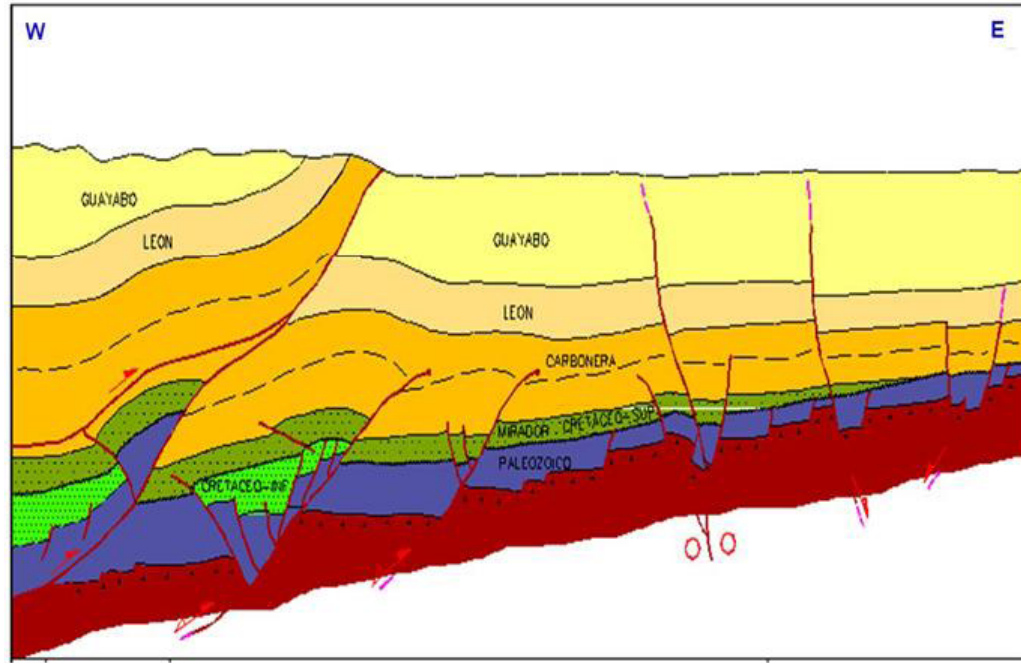 W
E
GUAYABO
LEON
GUAYABO
LEON
CARBONERA
MIRADOR - CRETACEO-SUP
PALEOZOICO
CRETACEO-INF